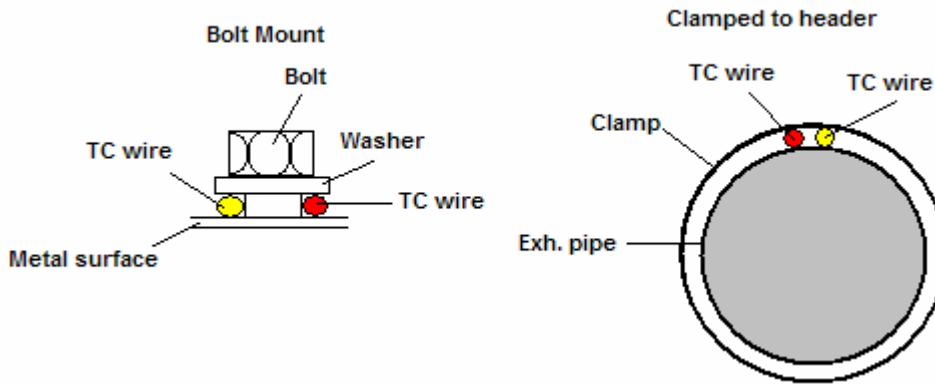 Bolt Mount
Bolt
Washer
TC wire
TC wire
Metal surface
Clamped to header
TC wire
TC wire
Clamp
Exh. pipe